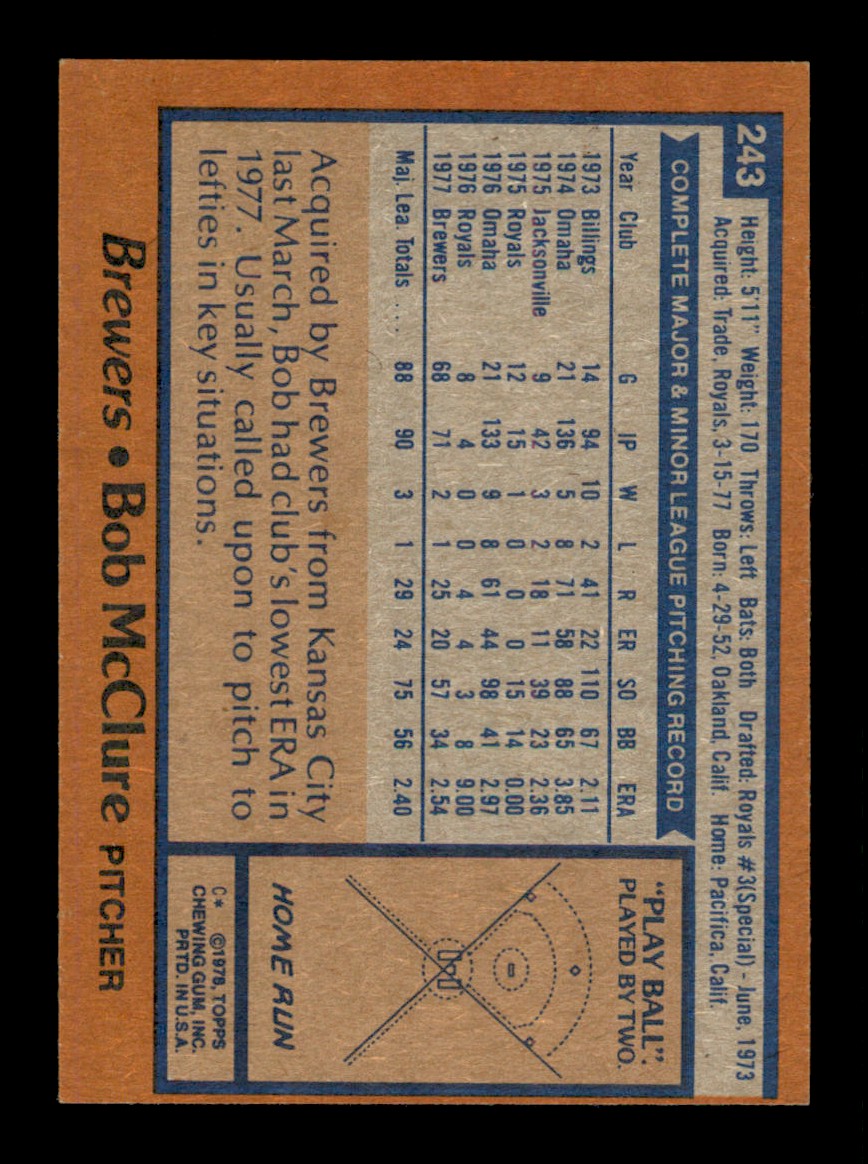 243
Height: 5'11" Weight: 170 Throws: Left Bats: Both Drafted: Royals #3(Special) - June, 1973
Acquired: Trade, Royals, 3-15-77 Born: 4-29-52, Oakland, Calif. Home: Pacifica, Calif.
COMPLETE MAJOR & MINOR LEAGUE PITCHING RECORD
Year Club G IP W L R ER SO BB ERA
1973 Billings 14 94 10 2 41 22 110 67 2.11
1974 Omaha 21 136 5 8 71 58 88 65 3.85
1975 Jacksonville 9 42 3 2 18 11 39 23 2.36
1975 Royals 12 15 1 0 0 0 15 14 0.00
1976 Omaha 21 133 9 8 61 44 98 41 2.97
1976 Royals 8 4 0 0 4 4 3 8 9.00
1977 Brewers 68 71 2 1 25 20 57 34 2.54
Maj. Lea. Totals .... 88 90 3 1 29 24 75 56 2.40
Acquired by Brewers from Kansas City
last March, Bob had club's lowest ERA in
1977. Usually called upon to pitch to
lefties in key situations.
"PLAY BALL"
PLAYED BY TWO.
HOME RUN
C* ©1978, TOPPS
CHEWING GUM, INC.
PRTD. IN U.S.A.
Brewers • Bob McClure PITCHER